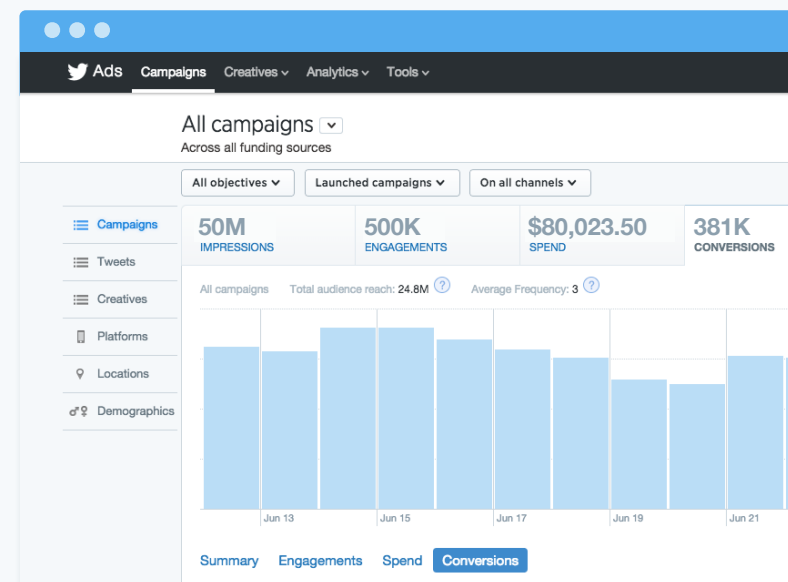 Ads Campaigns Creatives Analytics Tools
All campaigns
Across all funding sources
All objectives Launched campaigns On all channels
Campaigns
Tweets
Creatives
Platforms
Locations
Demographics
50M 500K $80,023.50 381K
IMPRESSIONS ENGAGEMENTS SPEND CONVERSIONS
All campaigns Total audience reach: 24.8M ? Average Frequency: 3 ?
Jun 13 Jun 15 Jun 17 Jun 19 Jun 21
Summary Engagements Spend Conversions